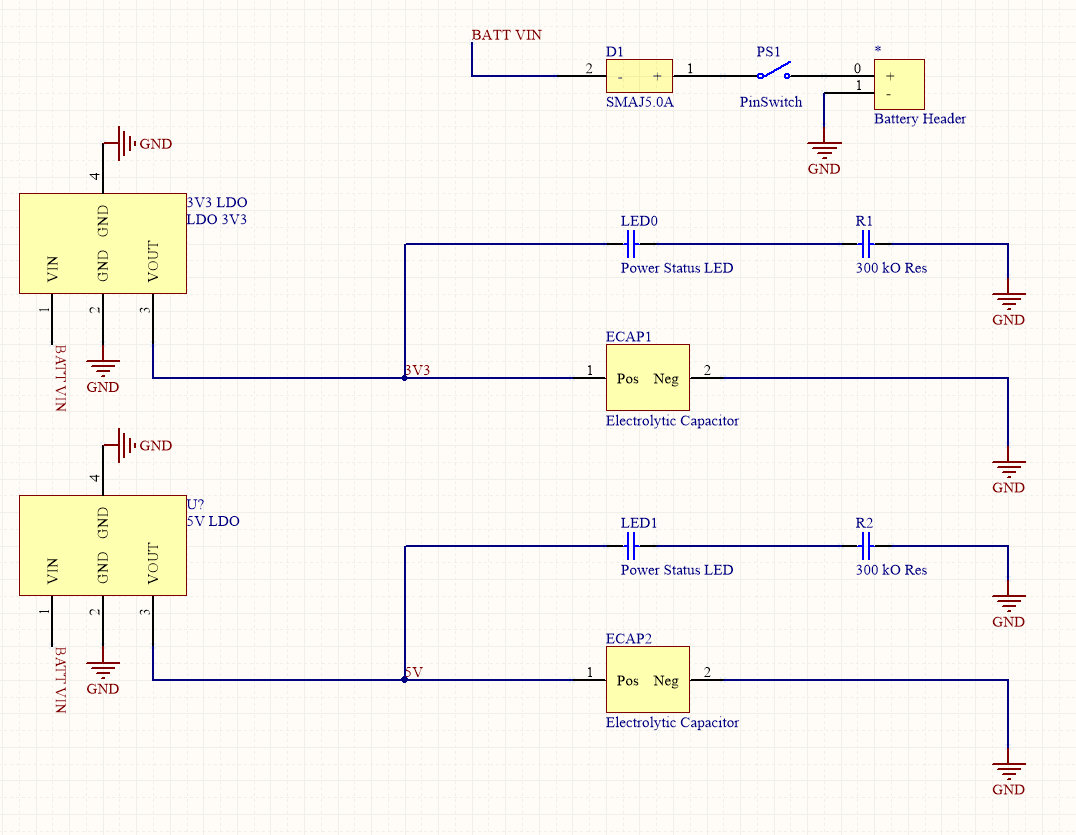 BATT VIN
D1
PS1
*
2
-
+
1
0
+
1
-
SMAJ5.0A
PinSwitch
Battery Header
GND
GND
4
3V3 LDO
LDO 3V3
GND
VIN
GND
VOUT
1
2
3
BATT VIN
GND
LED0
R1
Power Status LED
300 kO Res
GND
ECAP1
3V3
1
Pos
Neg
2
Electrolytic Capacitor
GND
GND
4
U?
5V LDO
GND
VIN
GND
VOUT
1
2
3
BATT VIN
GND
LED1
R2
Power Status LED
300 kO Res
GND
ECAP2
5V
1
Pos
Neg
2
Electrolytic Capacitor
GND